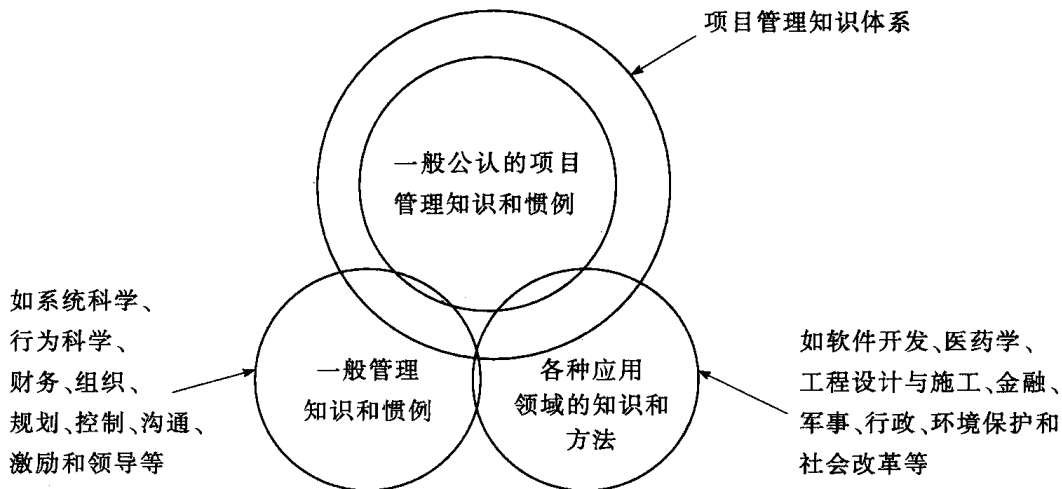 项目管理知识体系
一般公认的项目
管理知识和惯例
如系统科学、
行为科学、
财务、组织、
规划、控制、沟通、
激励和领导等
一般管理
知识和惯例
各种应用
领域的知识和
方法
如软件开发、医药学、
工程设计与施工、金融、
军事、行政、环境保护和
社会改革等